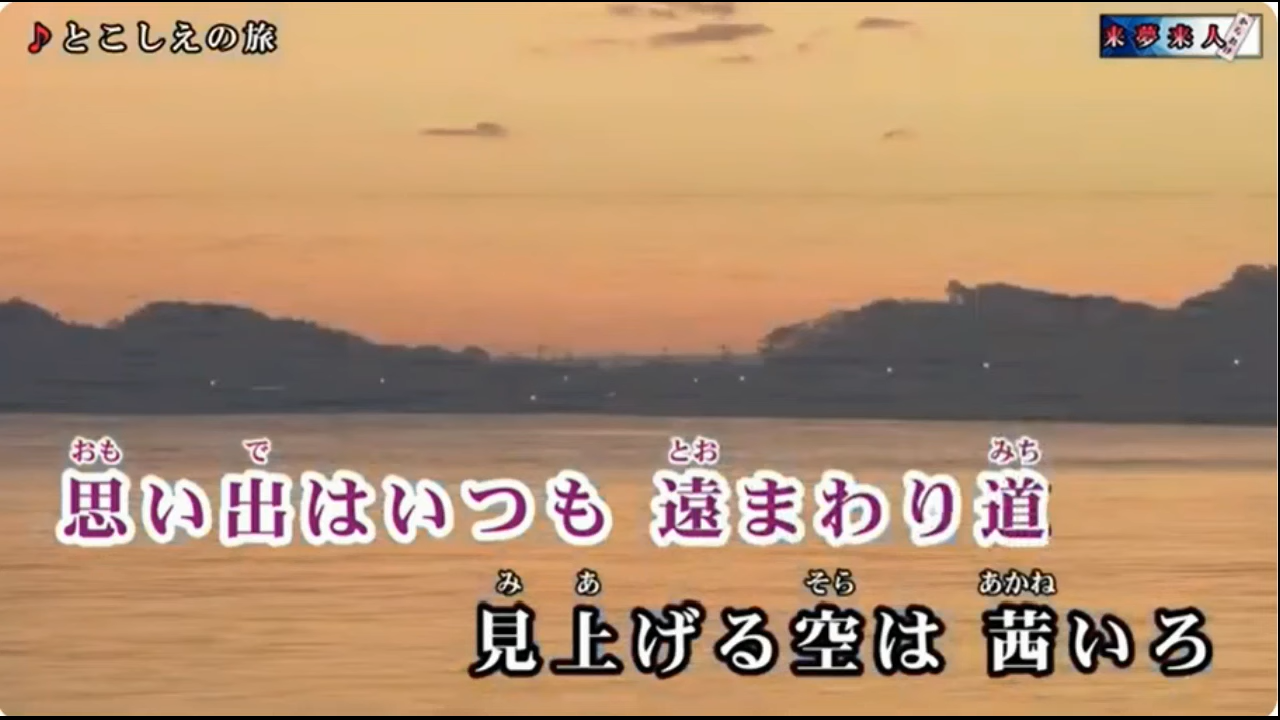 ♪とこしえの旅
来夢来人
おも で とお みち
思い出はいつも 遠まわり道
み あ そら あかね
見上げる空は 茜いろ